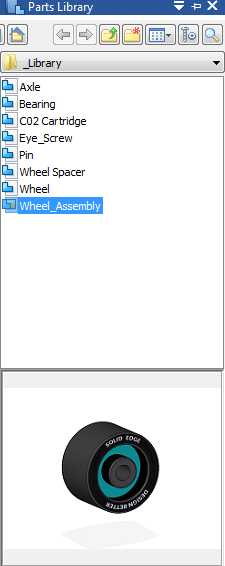 Parts Library
_Library
Axle
Bearing
C02 Cartridge
Eye_Screw
Pin
Wheel Spacer
Wheel
Wheel_Assembly
SOLID EDGE
DESIGN BETTER